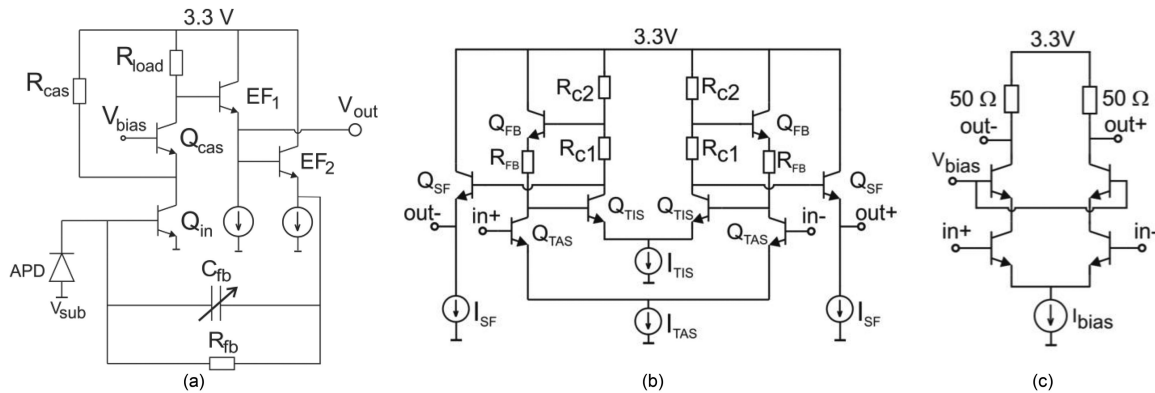 3.3 V
R_load
R_cas
EF_1
V_bias
V_out
Q_cas
EF_2
Q_in
APD
C_fb
V_sub
R_fb
(a)
3.3V
R_c2 R_c2
Q_FB Q_FB
R_FB R_c1 R_c1 R_FB
Q_SF Q_SF
out- in+ Q_TIS Q_TIS in- out+
Q_TAS Q_TAS
I_TIS
I_SF I_TAS I_SF
(b)
3.3V
50 Ω 50 Ω
out- out+
V_bias
in+ in-
I_bias
(c)